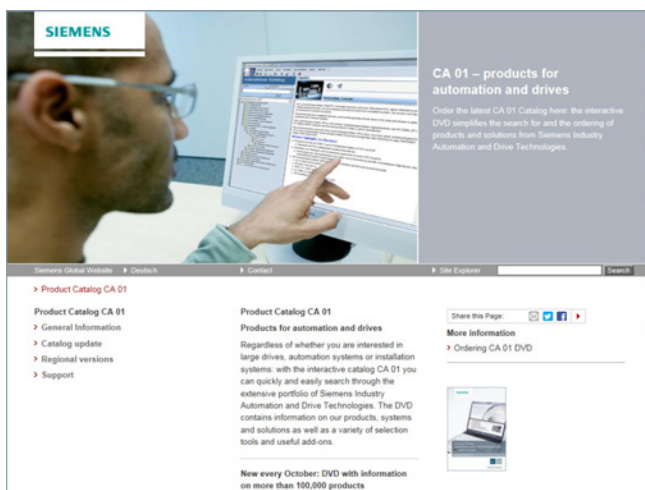 SIEMENS
CA 01 – products for
automation and drives
Order the latest CA 01 Catalog here: the interactive
DVD simplifies the search for and the ordering of
products and solutions from Siemens Industry
Automation and Drive Technologies.
Siemens Global Website
Deutsch
Contact
Site Explorer
Search
Product Catalog CA 01
Product Catalog CA 01
General Information
Catalog update
Regional versions
Support
Product Catalog CA 01
Products for automation and drives
Regardless of whether you are interested in
large drives, automation systems or installation
systems: with the interactive catalog CA 01 you
can quickly and easily search through the
extensive portfolio of Siemens Industry
Automation and Drive Technologies. The DVD
contains information on our products, systems
and solutions as well as a variety of selection
tools and useful add-ons.
New every October: DVD with information
on more than 100,000 products
Share this Page:
More information
Ordering CA 01 DVD